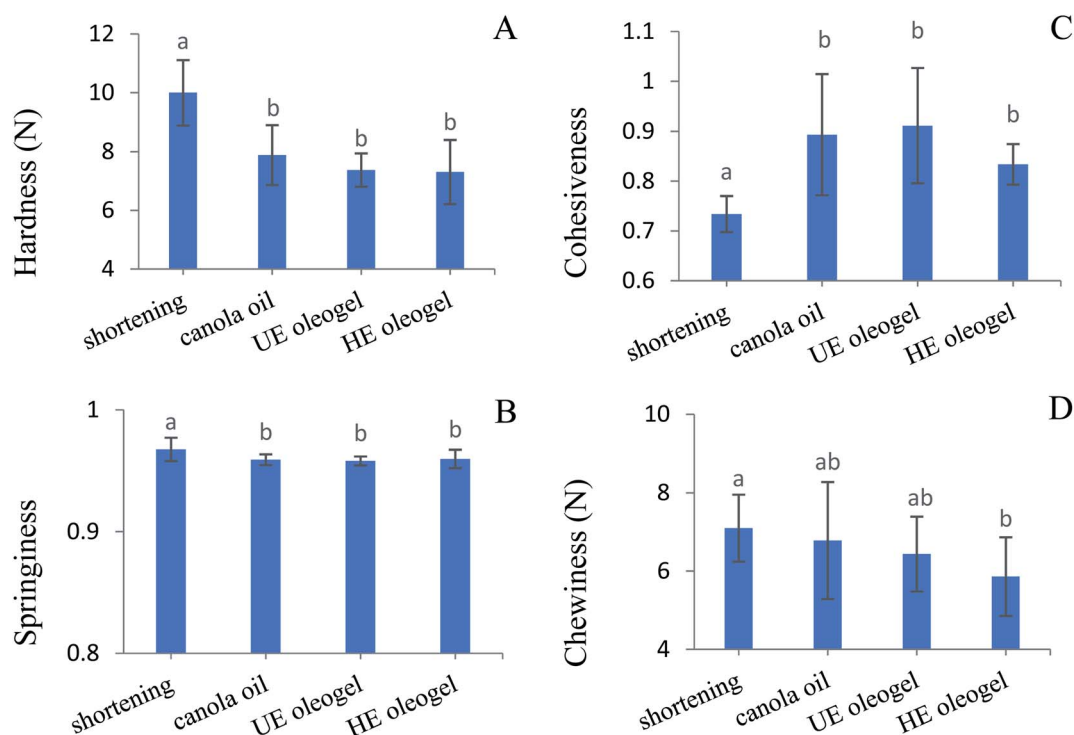 A
Hardness (N)
12
10
8
6
4
a
b
b
b
shortening
canola oil
UE oleogel
HE oleogel
C
Cohesiveness
1.1
1
0.9
0.8
0.7
0.6
a
b
b
b
shortening
canola oil
UE oleogel
HE oleogel
B
Springiness
1
0.9
0.8
a
b
b
b
shortening
canola oil
UE oleogel
HE oleogel
D
Chewiness (N)
10
8
6
4
a
ab
ab
b
shortening
canola oil
UE oleogel
HE oleogel